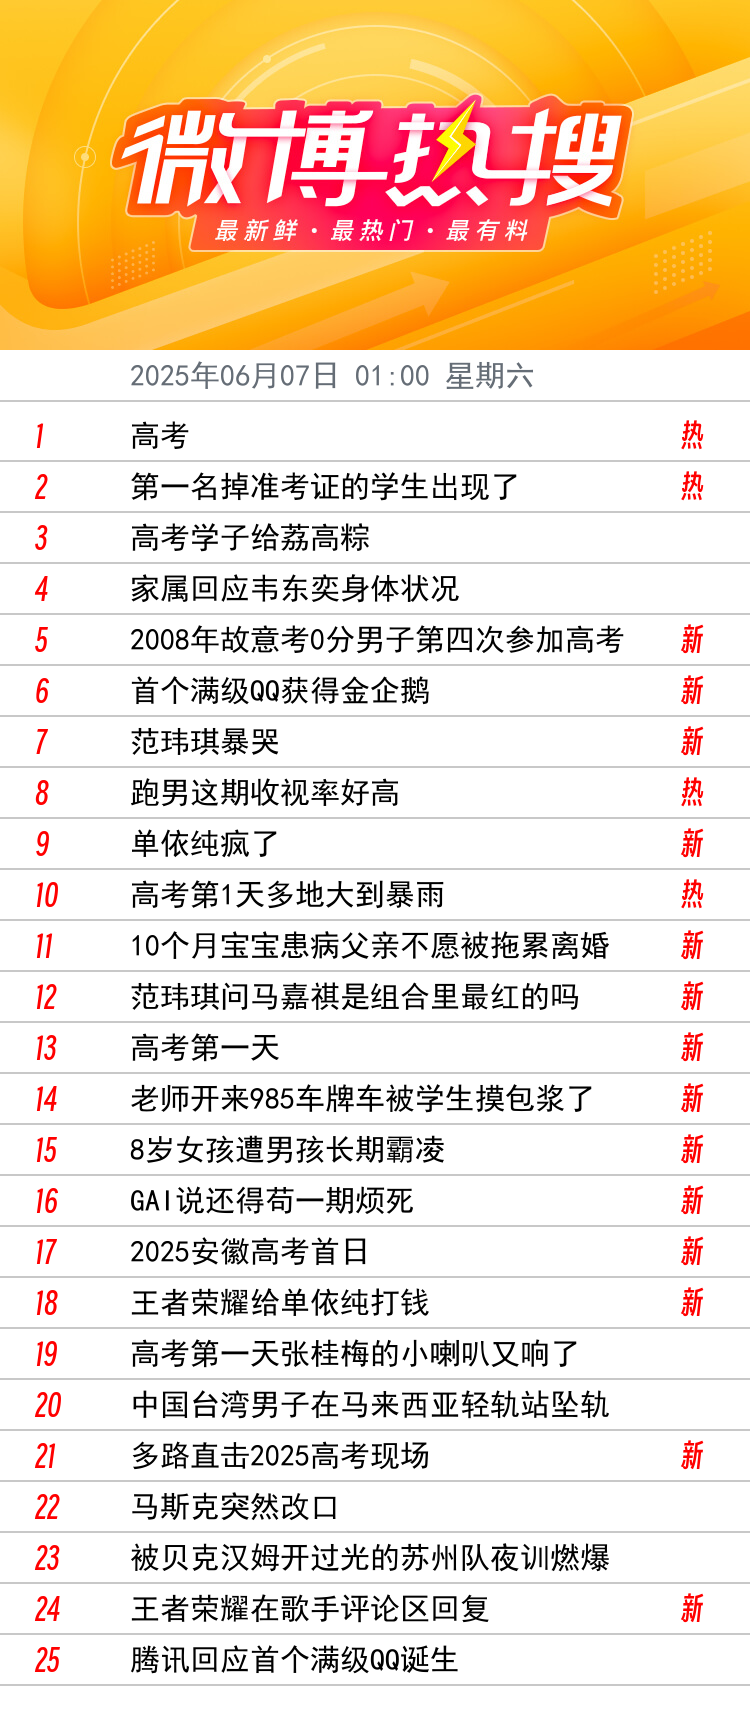 微博热搜
最新鲜·最热门·最有料
2025年06月07日 01:00 星期六
1 高考 热
2 第一名掉准考证的学生出现了 热
3 高考学子给荔高粽
4 家属回应韦东奕身体状况
5 2008年故意考0分男子第四次参加高考 新
6 首个满级QQ获得金企鹅 新
7 范玮琪暴哭 新
8 跑男这期收视率好高 热
9 单依纯疯了 新
10 高考第1天多地大到暴雨 热
11 10个月宝宝患病父亲不愿被拖累离婚 新
12 范玮琪问马嘉祺是组合里最红的吗 新
13 高考第一天 新
14 老师开来985车牌车被学生摸包浆了 新
15 8岁女孩遭男孩长期霸凌 新
16 GAI说还得苟一期烦死 新
17 2025安徽高考首日 新
18 王者荣耀给单依纯打钱 新
19 高考第一天张桂梅的小喇叭又响了
20 中国台湾男子在马来西亚轻轨站坠轨
21 多路直击2025高考现场 新
22 马斯克突然改口
23 被贝克汉姆开过光的苏州队夜训燃爆
24 王者荣耀在歌手评论区回复 新
25 腾讯回应首个满级QQ诞生